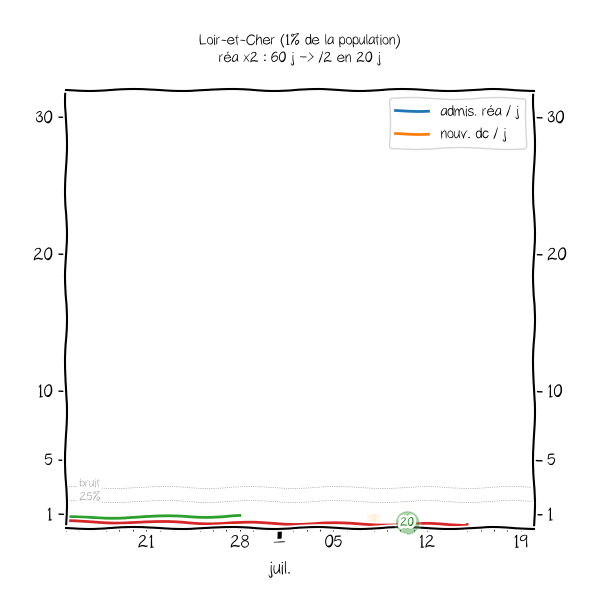 Loir-et-Cher (1% de la population)
réa x2 : 60 j -> /2 en 20 j
admis. réa / j
nouv. dc / j
30
30
20
20
10
10
5
5
bruit
25%
1
20
1
21
28
05
12
19
juil.